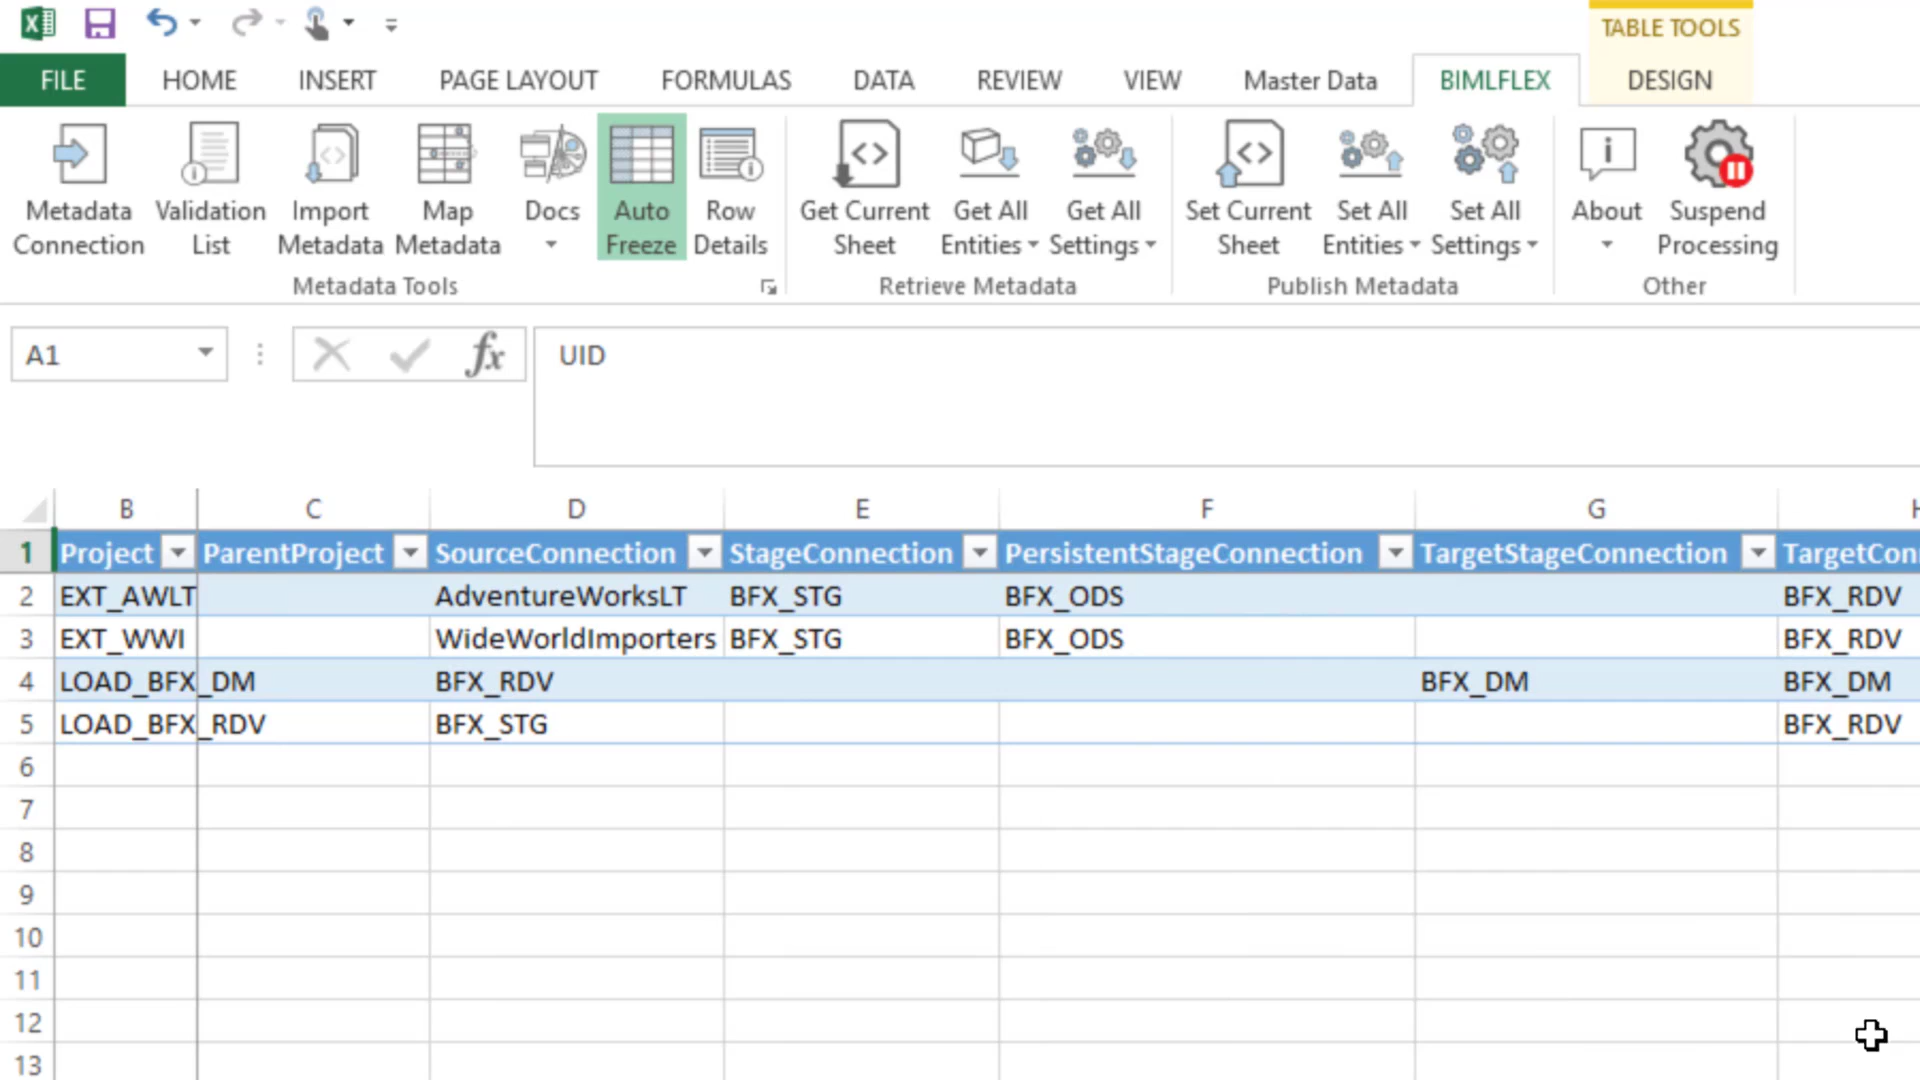 TABLE TOOLS
FILE HOME INSERT PAGE LAYOUT FORMULAS DATA REVIEW VIEW Master Data BIMLFLEX DESIGN
Metadata Validation Import Map Docs Auto Row Get Current Get All Get All Set Current Set All Set All About Suspend
Connection List Metadata Metadata Freeze Details Sheet Entities Settings Sheet Entities Settings Processing
Metadata Tools Retrieve Metadata Publish Metadata Other
A1 fx UID
B C D E F G H
1 Project ParentProject SourceConnection StageConnection PersistentStageConnection TargetStageConnection TargetCon
2 EXT_AWLT AdventureWorksLT BFX_STG BFX_ODS BFX_RDV
3 EXT_WWI WideWorldImporters BFX_STG BFX_ODS BFX_RDV
4 LOAD_BFX_DM BFX_RDV BFX_DM BFX_DM
5 LOAD_BFX_RDV BFX_STG BFX_RDV
6
7
8
9
10
11
12
13